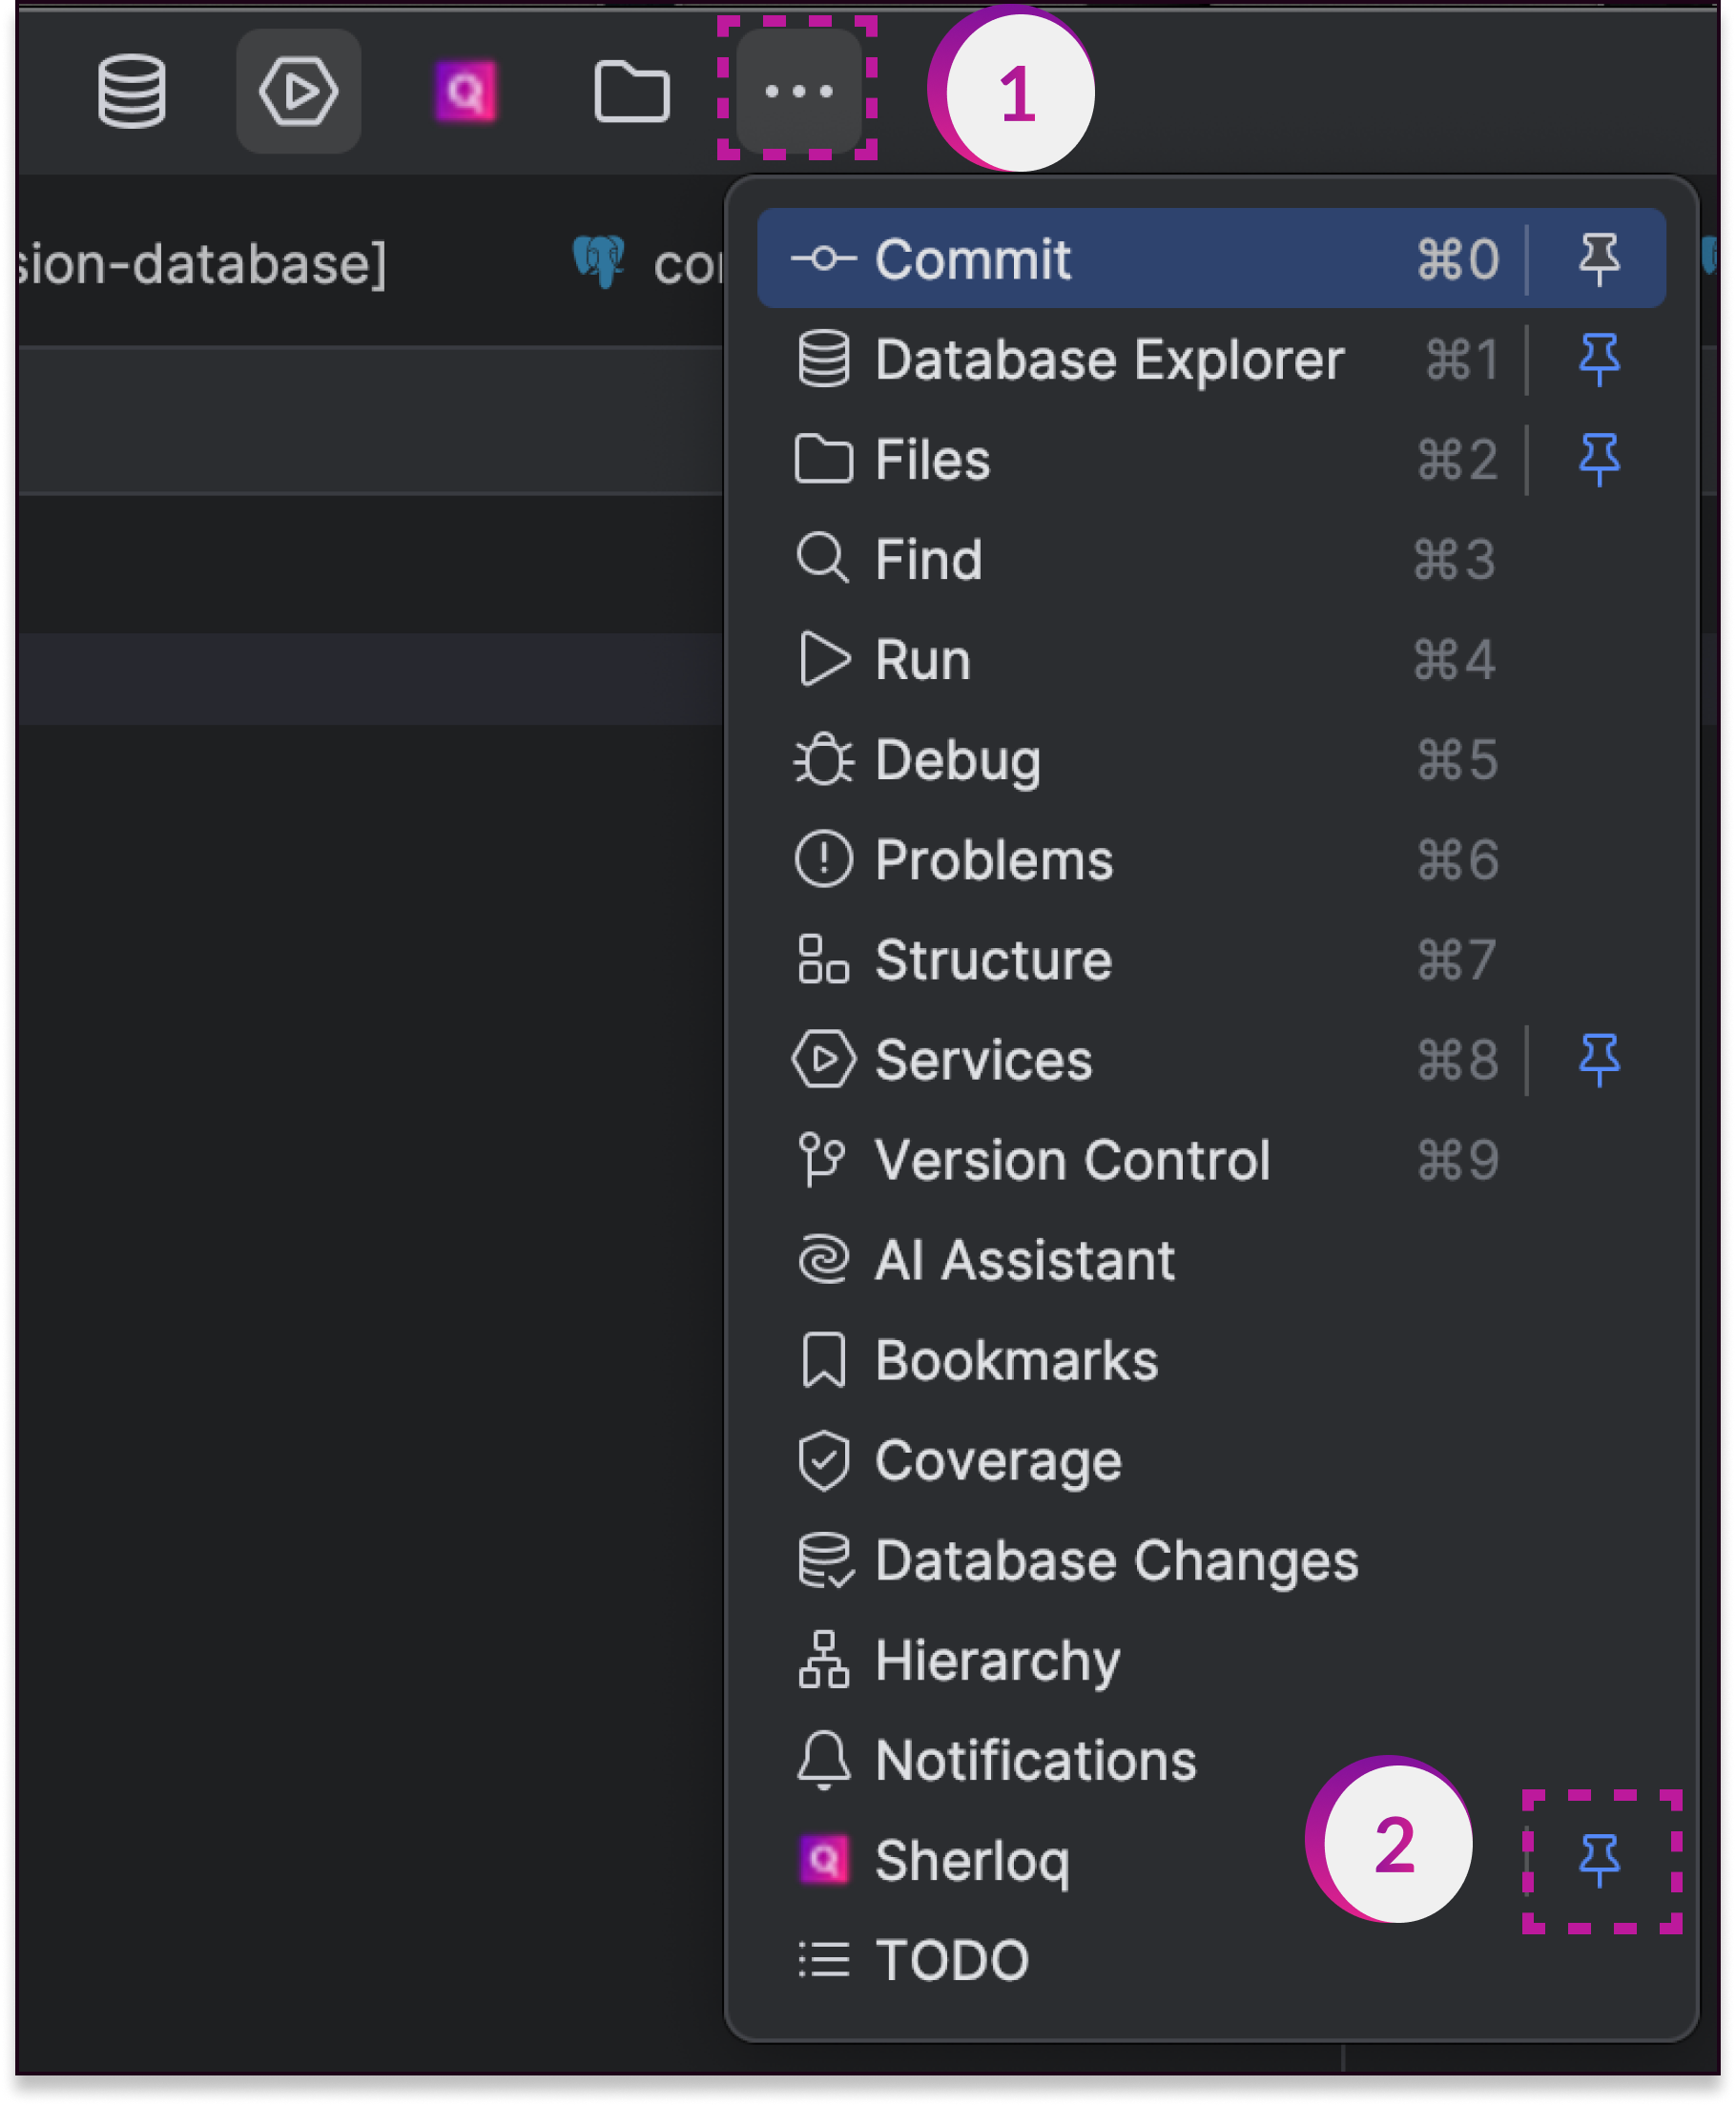 1
sion-database]
Commit ⌘0
Database Explorer ⌘1
Files ⌘2
Find ⌘3
Run ⌘4
Debug ⌘5
Problems ⌘6
Structure ⌘7
Services ⌘8
Version Control ⌘9
AI Assistant
Bookmarks
Coverage
Database Changes
Hierarchy
Notifications
Sherloq 2
TODO